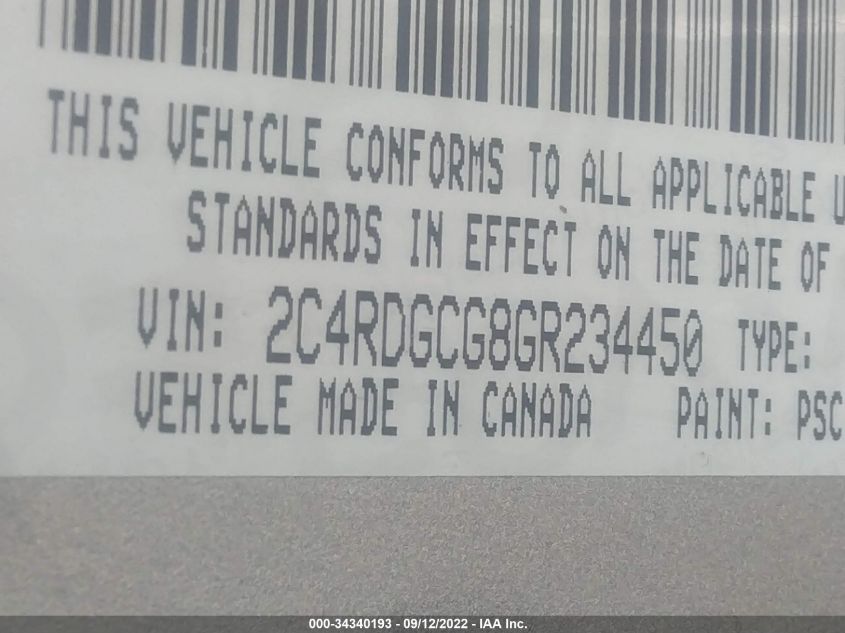 THIS VEHICLE CONFORMS TO ALL APPLICABLE
STANDARDS IN EFFECT ON THE DATE OF
VIN: 2C4RDGCG8GR234450 TYPE:
VEHICLE MADE IN CANADA PAINT: PSC
000-34340193 - 09/12/2022 - IAA Inc.